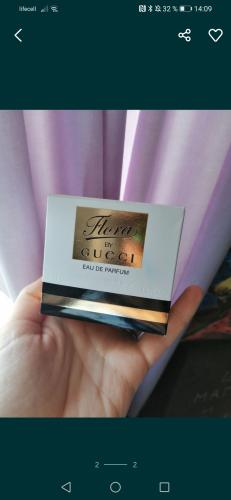 lifecell 32 % 14:09
Flora
BY
GUCCI
EAU DE PARFUM
2 2